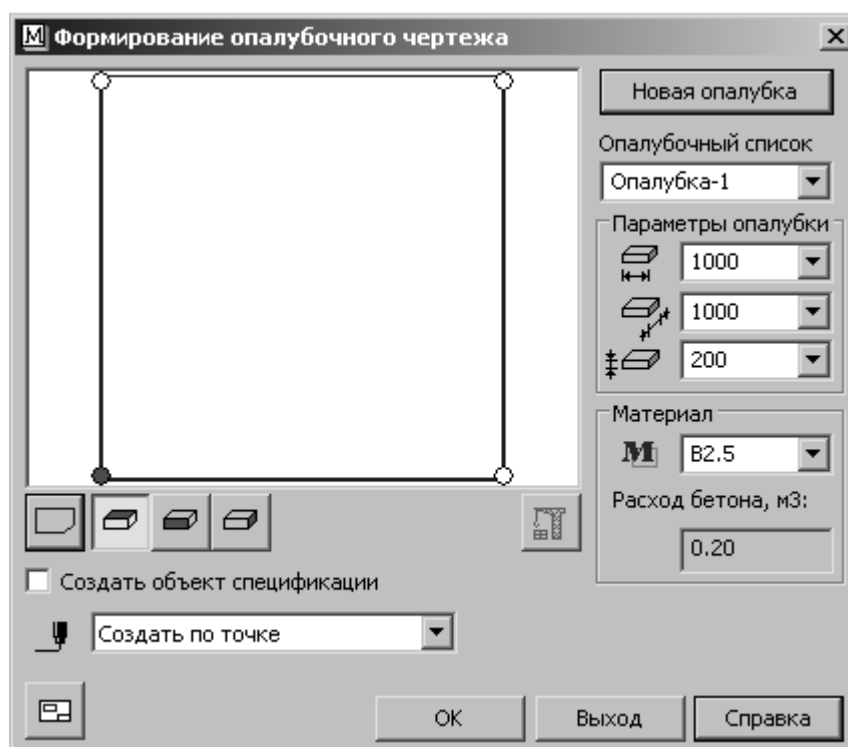 M Формирование опалубочного чертежа
Новая опалубка
Опалубочный список
Опалубка-1
Параметры опалубки
1000
1000
200
Материал
M B2.5
Расход бетона, м3:
0.20
Создать объект спецификации
Создать по точке
OK Выход Справка